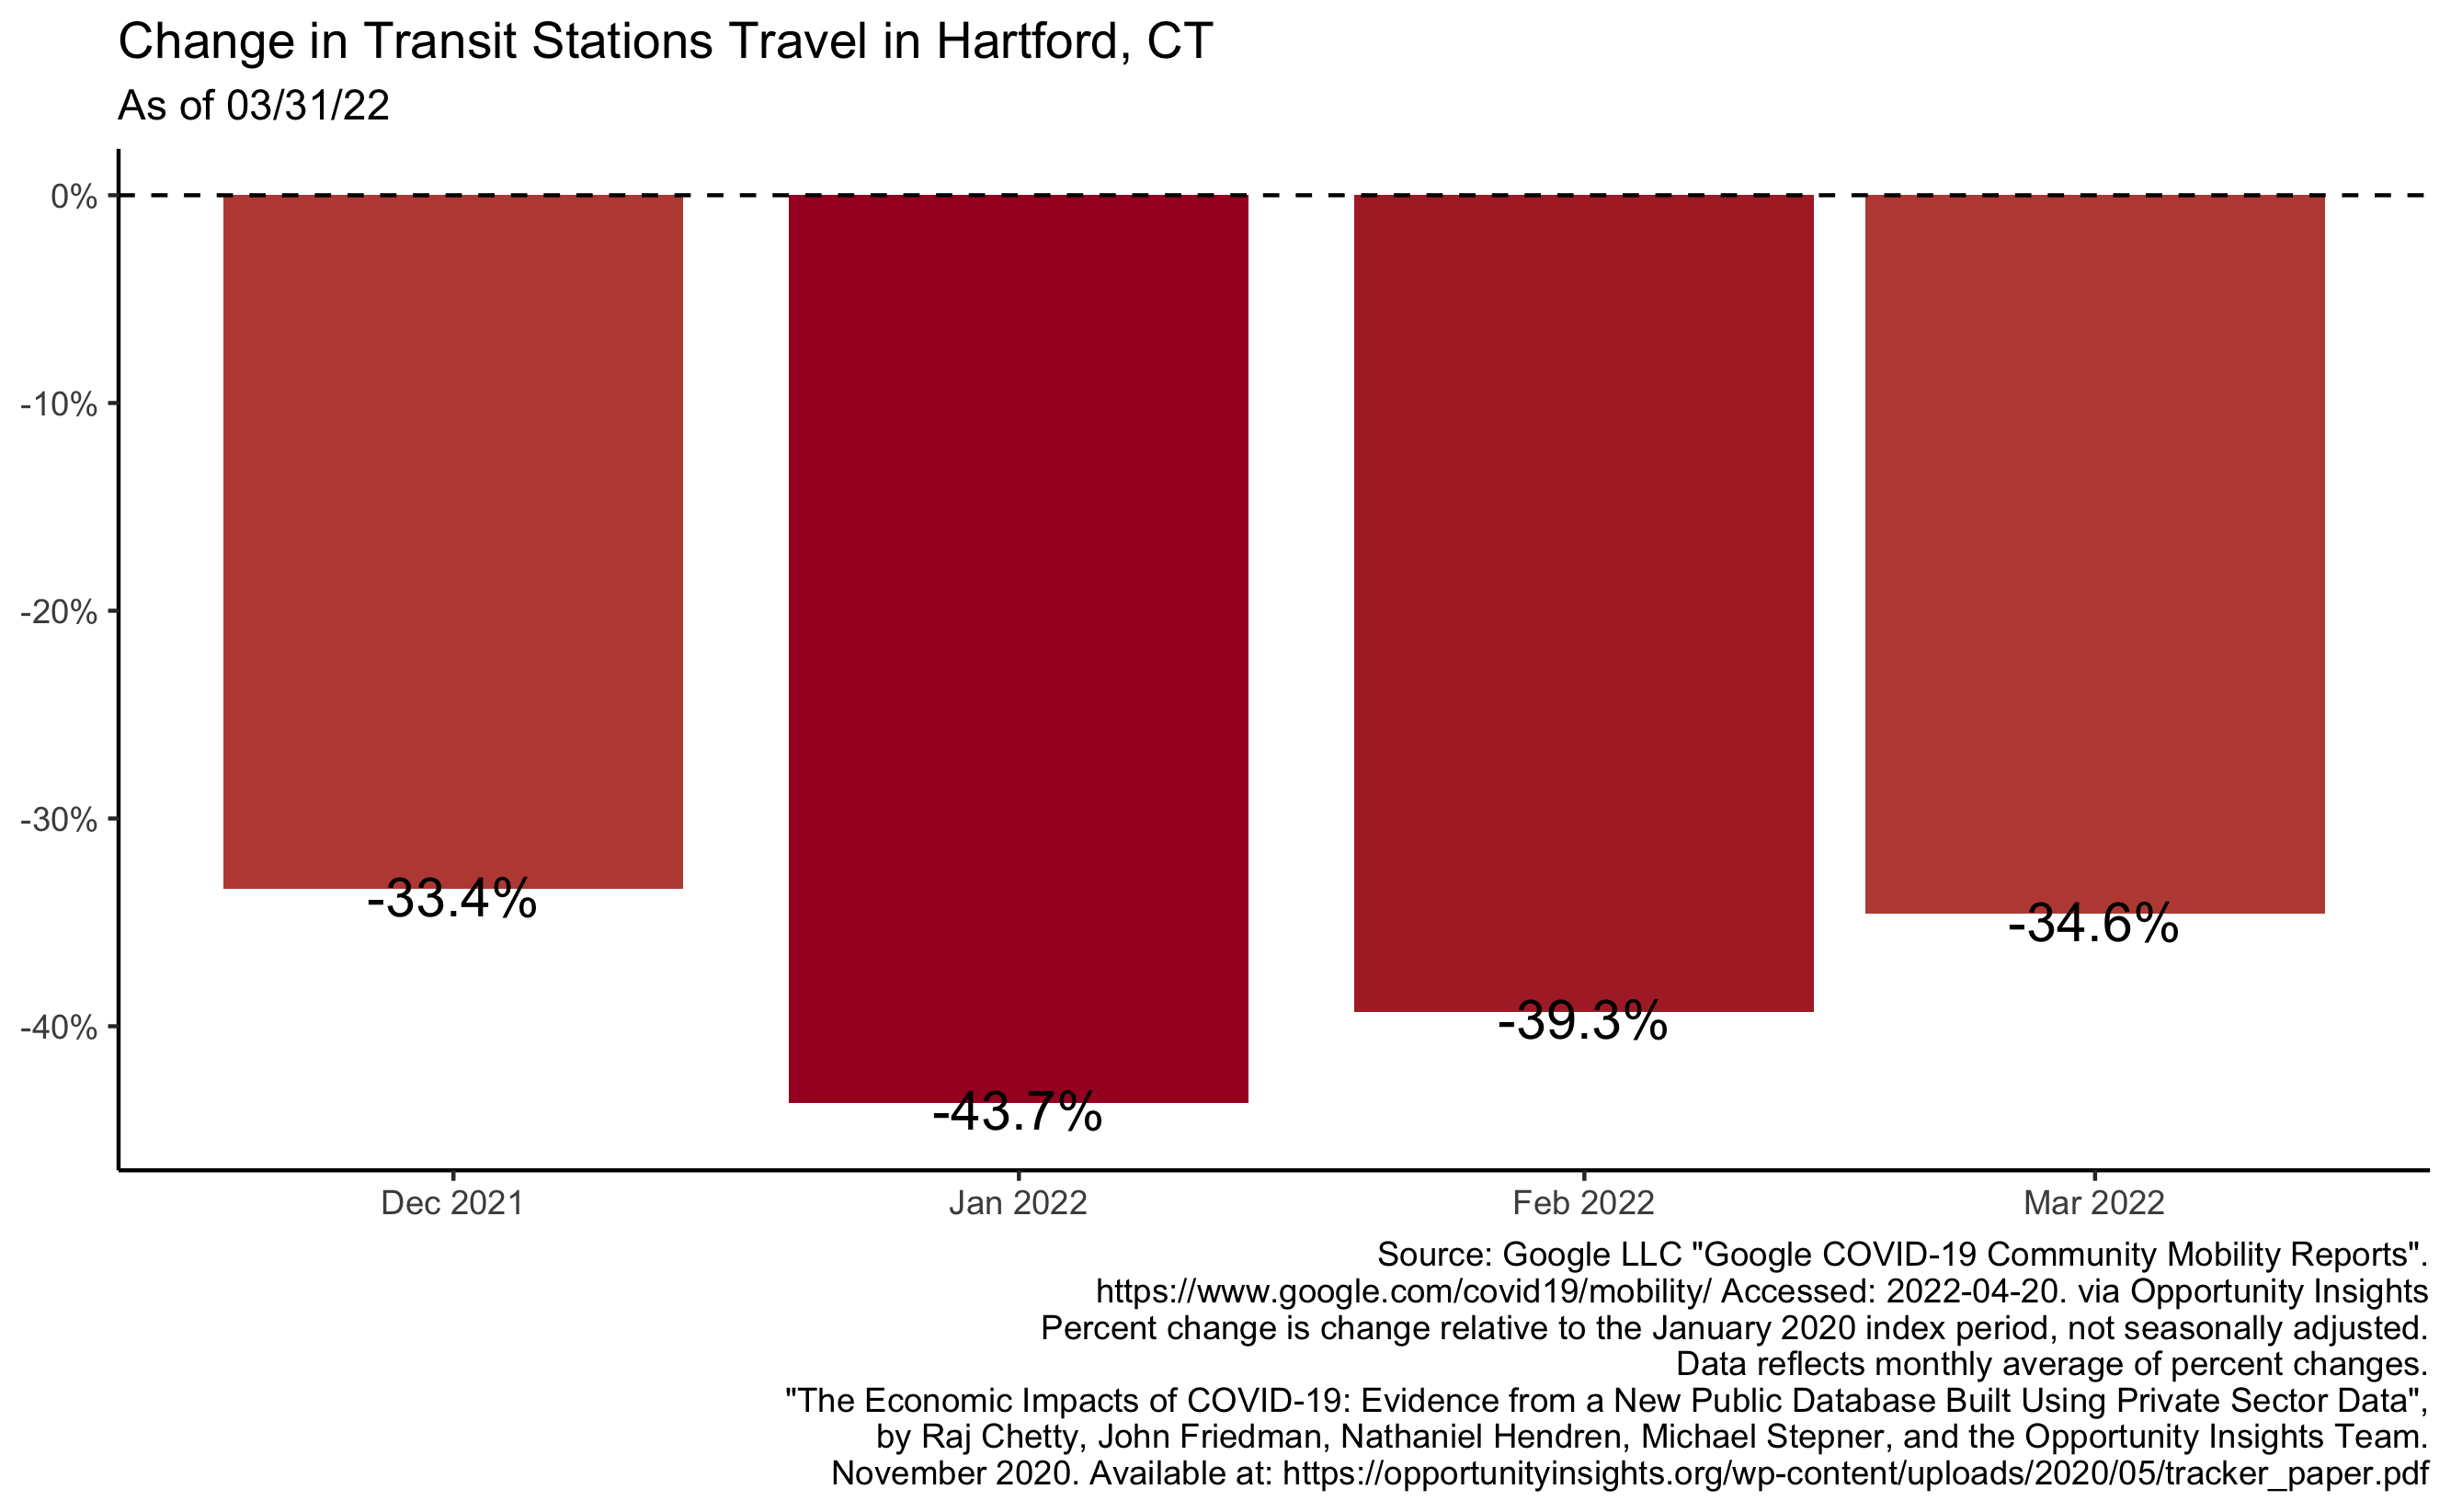 Change in Transit Stations Travel in Hartford, CT
As of 03/31/22
0%
-10%
-20%
-30%
-40%
-33.4%
-43.7%
-39.3%
-34.6%
Dec 2021
Jan 2022
Feb 2022
Mar 2022
Source: Google LLC "Google COVID-19 Community Mobility Reports".
https://www.google.com/covid19/mobility/ Accessed: 2022-04-20. via Opportunity Insights
Percent change is change relative to the January 2020 index period, not seasonally adjusted.
Data reflects monthly average of percent changes.
"The Economic Impacts of COVID-19: Evidence from a New Public Database Built Using Private Sector Data",
by Raj Chetty, John Friedman, Nathaniel Hendren, Michael Stepner, and the Opportunity Insights Team.
November 2020. Available at: https://opportunityinsights.org/wp-content/uploads/2020/05/tracker_paper.pdf